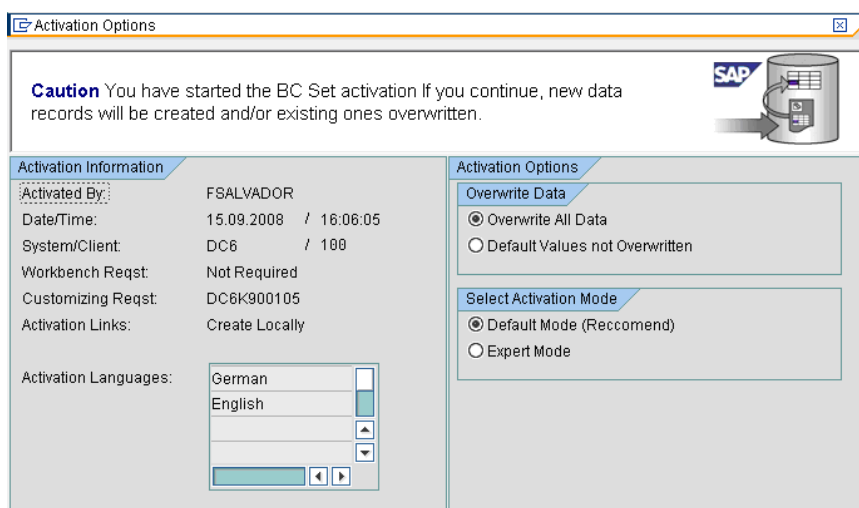 Activation Options
Caution You have started the BC Set activation If you continue, new data
records will be created and/or existing ones overwritten.
SAP
Activation Information
Activated By: FSALVADOR
Date/Time: 15.09.2008 / 16:06:05
System/Client: DC6 / 100
Workbench Reqst: Not Required
Customizing Reqst: DC6K900105
Activation Links: Create Locally
Activation Languages:
German
English
Activation Options
Overwrite Data
Overwrite All Data
Default Values not Overwritten
Select Activation Mode
Default Mode (Reccomend)
Expert Mode